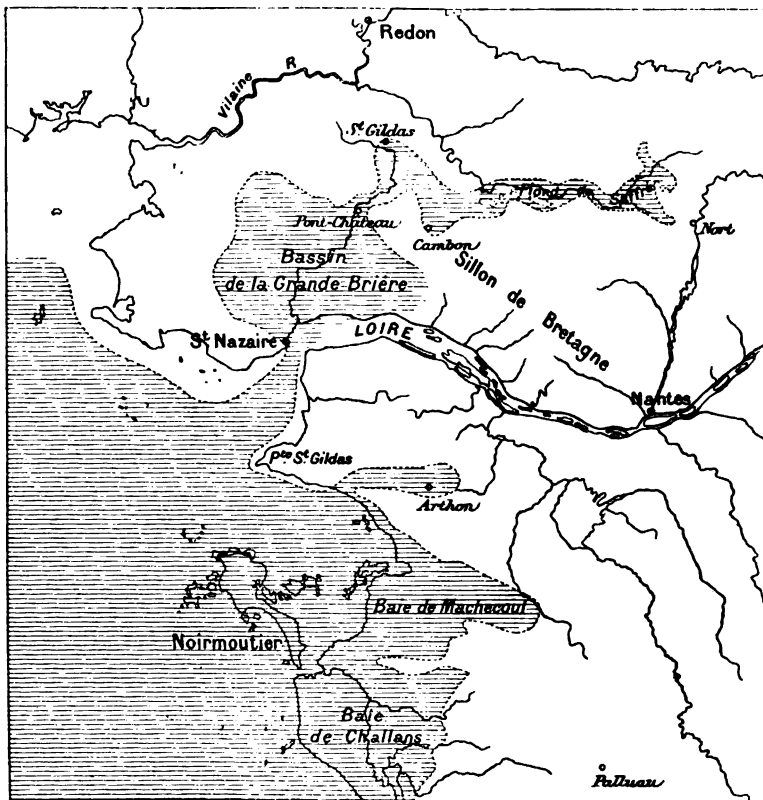 Redon
Vilaine R
St Gildas
Nort
Pont-Château
Cambon
Bassin
de la Grande Brière
Sillon de Bretagne
St Nazaire
LOIRE
Nantes
Pte St Gildas
Arthon
Baie de Machecoul
Noirmoutier
Baie
de Challans
Palluau